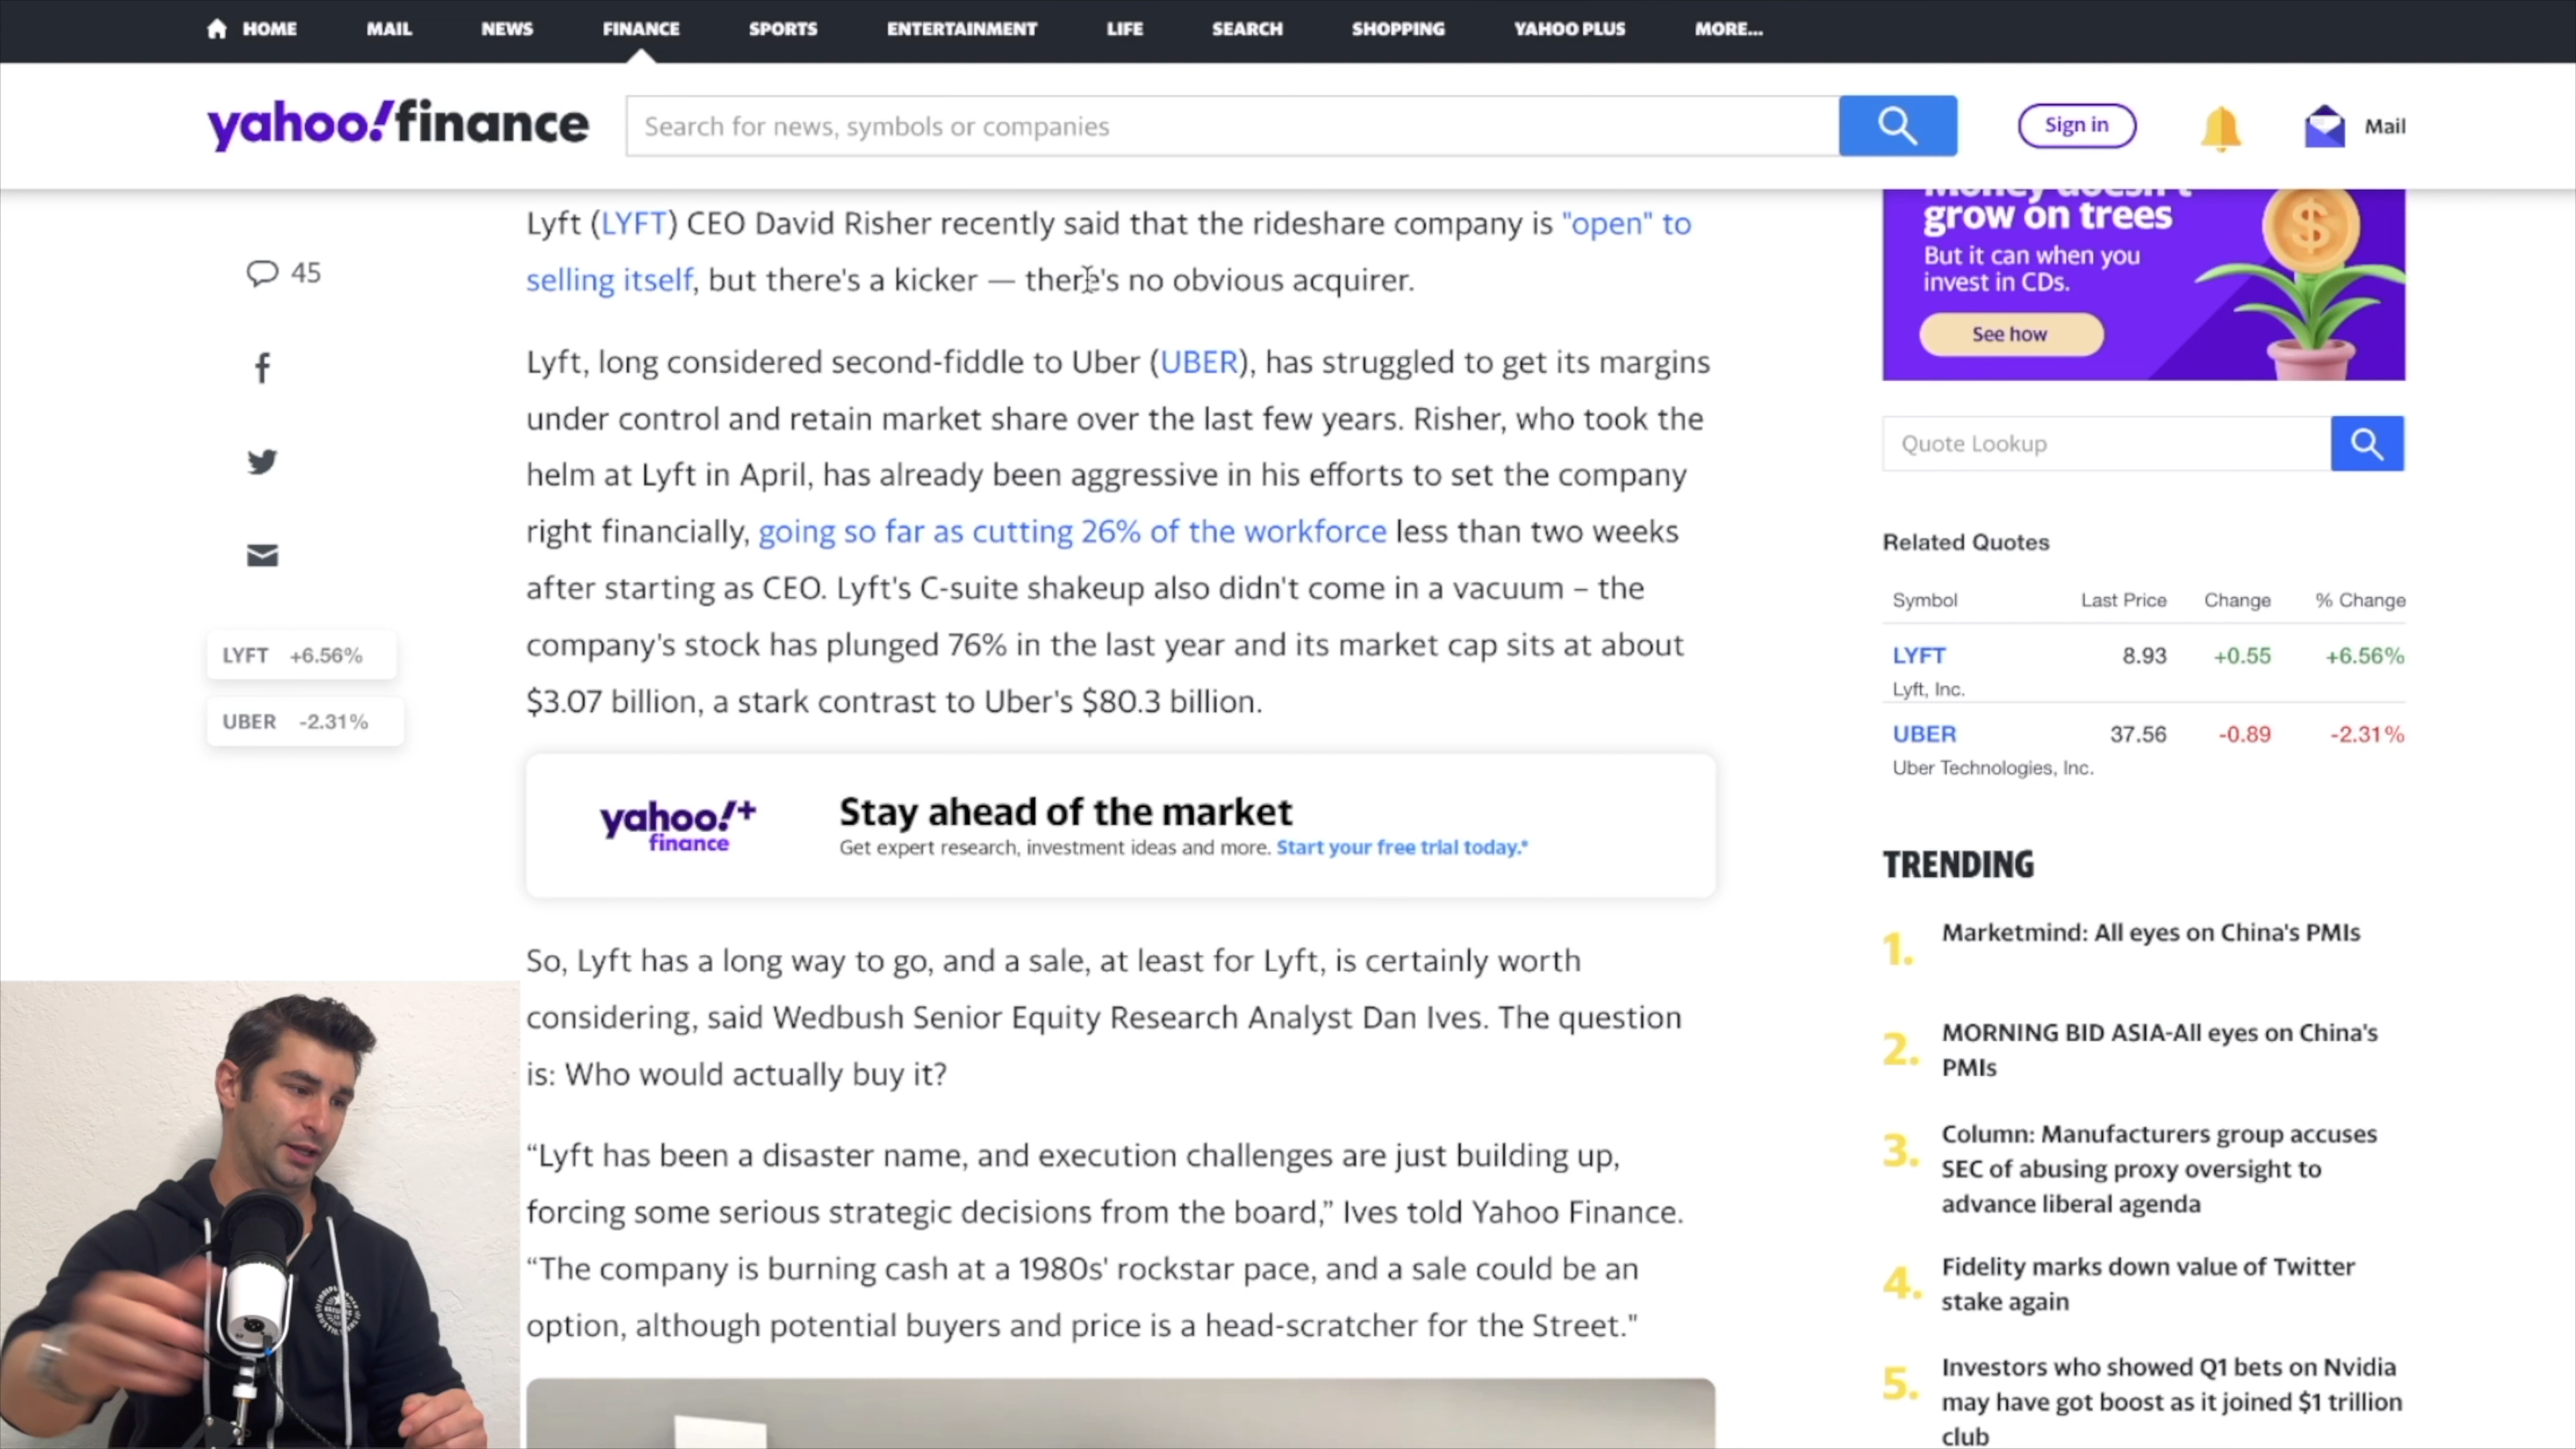 HOME MAIL NEWS FINANCE SPORTS ENTERTAINMENT LIFE SEARCH SHOPPING YAHOO PLUS MORE...
yahoo!finance
Search for news, symbols or companies
Sign in
Mail
45
LYFT +6.56%
UBER -2.31%
Lyft (LYFT) CEO David Risher recently said that the rideshare company is "open" to
selling itself, but there's a kicker — there's no obvious acquirer.
Lyft, long considered second-fiddle to Uber (UBER), has struggled to get its margins
under control and retain market share over the last few years. Risher, who took the
helm at Lyft in April, has already been aggressive in his efforts to set the company
right financially, going so far as cutting 26% of the workforce less than two weeks
after starting as CEO. Lyft's C-suite shakeup also didn't come in a vacuum – the
company's stock has plunged 76% in the last year and its market cap sits at about
$3.07 billion, a stark contrast to Uber's $80.3 billion.
yahoo!+
finance
Stay ahead of the market
Get expert research, investment ideas and more. Start your free trial today.*
So, Lyft has a long way to go, and a sale, at least for Lyft, is certainly worth
considering, said Wedbush Senior Equity Research Analyst Dan Ives. The question
is: Who would actually buy it?
“Lyft has been a disaster name, and execution challenges are just building up,
forcing some serious strategic decisions from the board,” Ives told Yahoo Finance.
“The company is burning cash at a 1980s' rockstar pace, and a sale could be an
option, although potential buyers and price is a head-scratcher for the Street."
Money doesn't
grow on trees
But it can when you
invest in CDs.
See how
Quote Lookup
Related Quotes
Symbol Last Price Change % Change
LYFT 8.93 +0.55 +6.56%
Lyft, Inc.
UBER 37.56 -0.89 -2.31%
Uber Technologies, Inc.
TRENDING
1. Marketmind: All eyes on China's PMIs
2. MORNING BID ASIA-All eyes on China's
PMIs
3. Column: Manufacturers group accuses
SEC of abusing proxy oversight to
advance liberal agenda
4. Fidelity marks down value of Twitter
stake again
5. Investors who showed Q1 bets on Nvidia
may have got boost as it joined $1 trillion
club